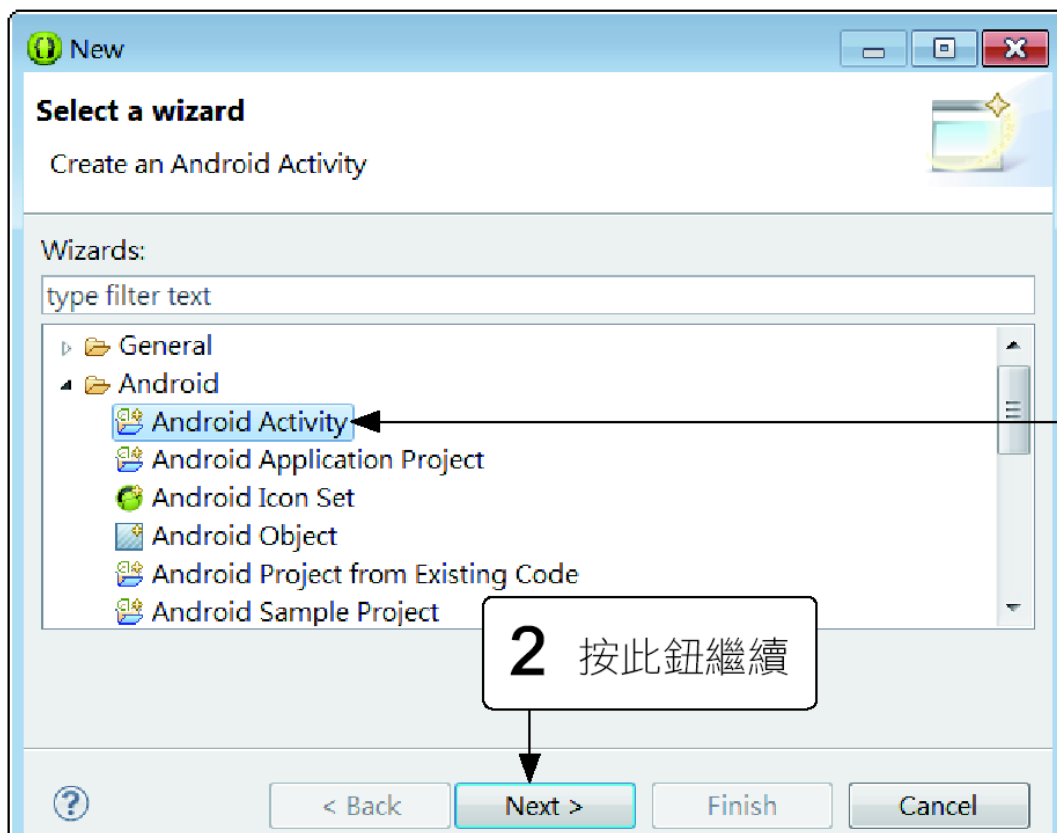 New
Select a wizard
Create an Android Activity
Wizards:
type filter text
General
Android
Android Activity
Android Application Project
Android Icon Set
Android Object
Android Project from Existing Code
Android Sample Project
2 按此鈕繼續
? < Back Next > Finish Cancel